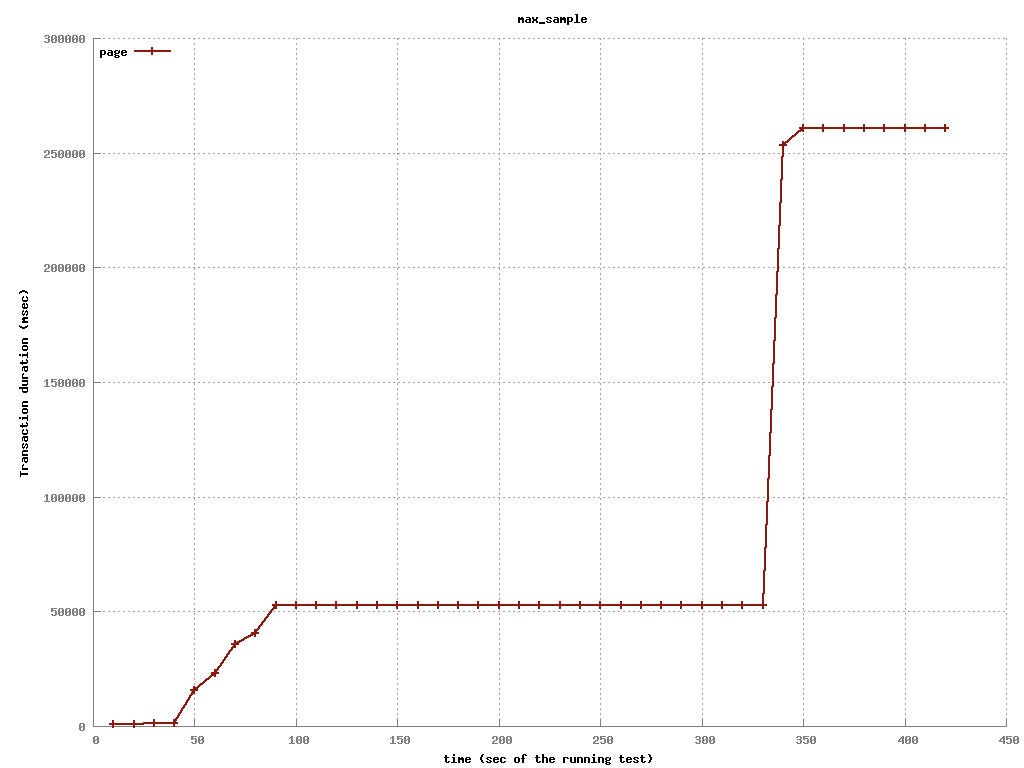 max_sample
page
300000
250000
200000
150000
100000
50000
0
Transaction duration (msec)
0 50 100 150 200 250 300 350 400 450
time (sec of the running test)